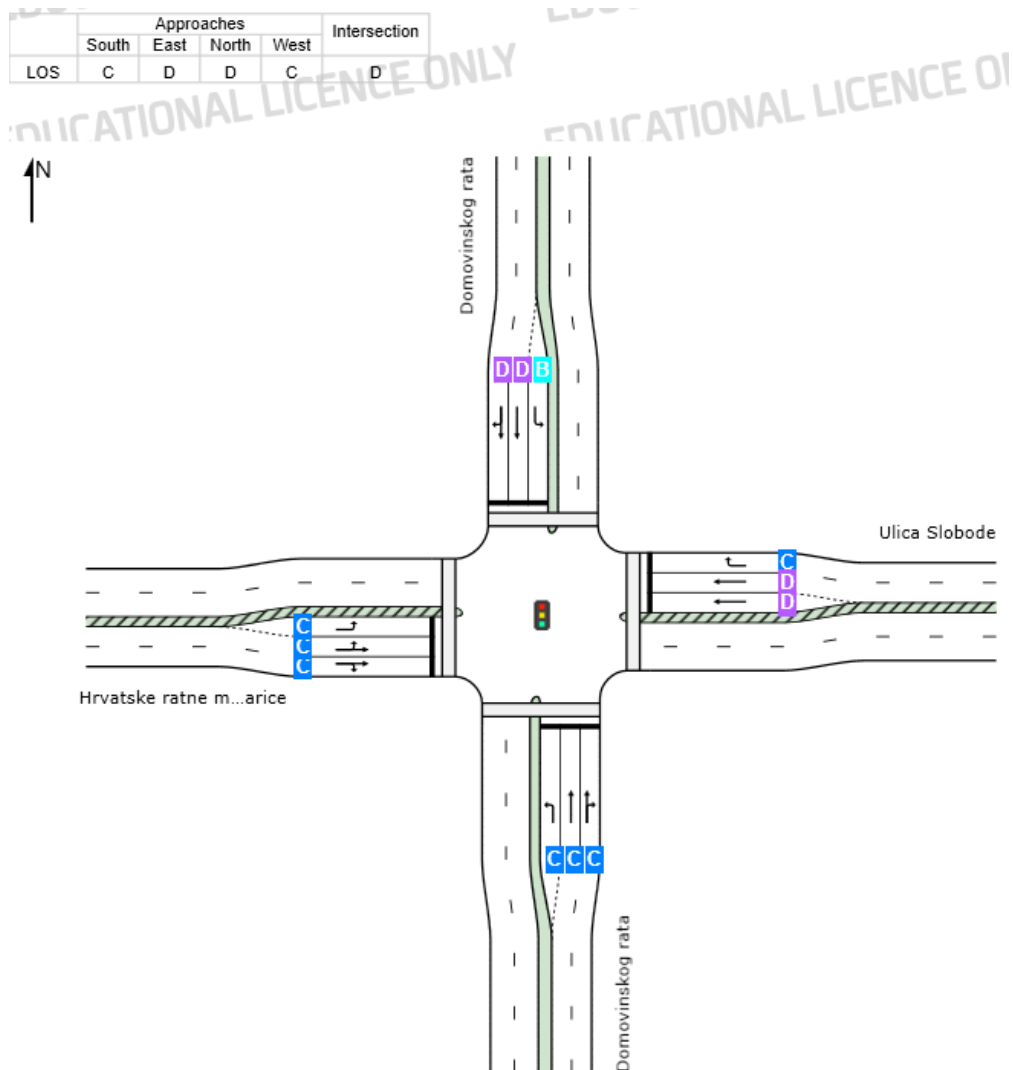 EDUCATIONAL LICENCE ONLY
EDUCATIONAL LICENCE
Approaches Intersection
South East North West
LOS C D D C D
N
Domovinskog rata
D D B
Ulica Slobode
C
D
D
C
C
C
Hrvatske ratne m...arice
C C C
Domovinskog rata